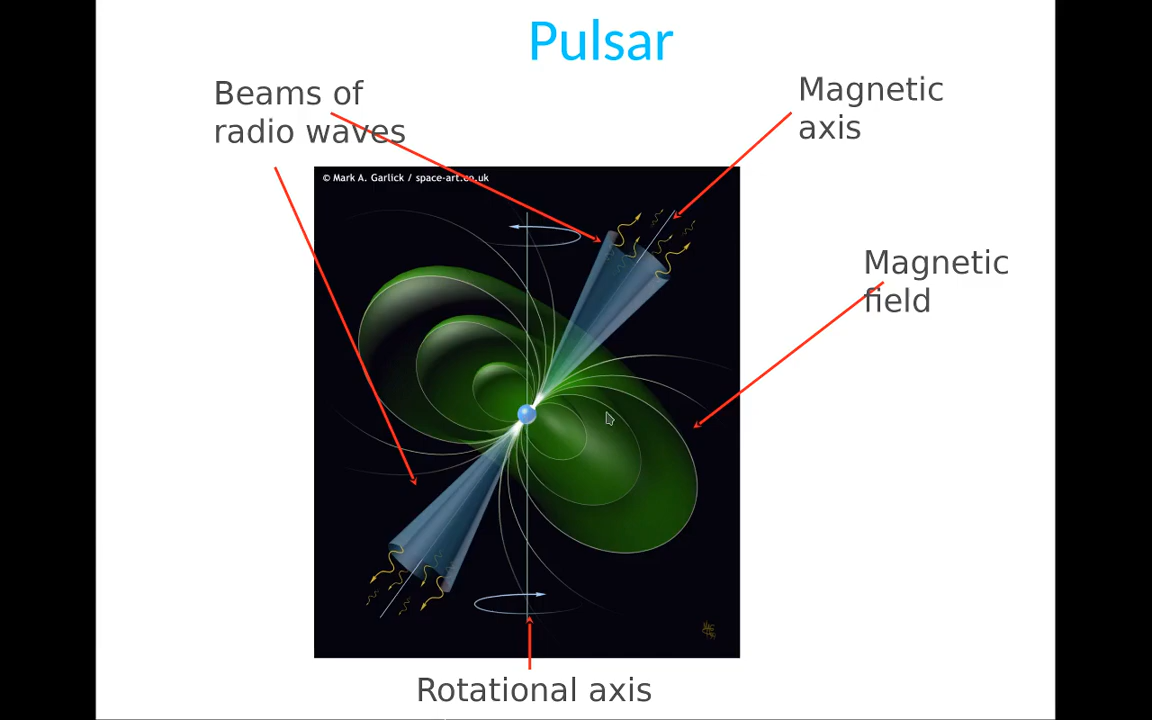 Pulsar
Beams of
radio waves
Magnetic
axis
© Mark A. Garlick / space-art.co.uk
Magnetic
field
Rotational axis